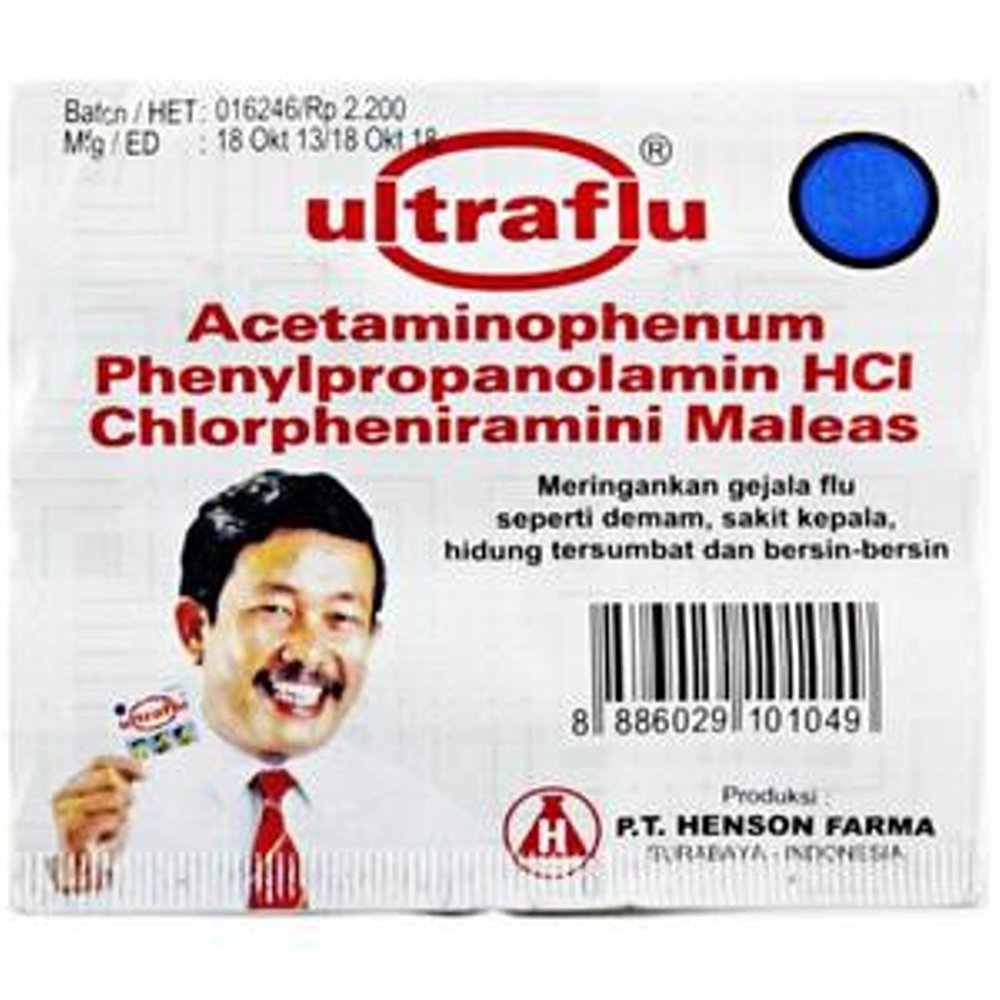 Batch / HET : 016246/Rp 2.200
Mfg / ED : 18 Okt 13/18 Okt 18
ultraflu ®
Acetaminophenum
Phenylpropanolamin HCl
Chlorpheniramini Maleas
Meringankan gejala flu
seperti demam, sakit kepala,
hidung tersumbat dan bersin-bersin
ultraflu
8 886029 101049
Produksi :
H
P.T. HENSON FARMA
SURABAYA - INDONESIA